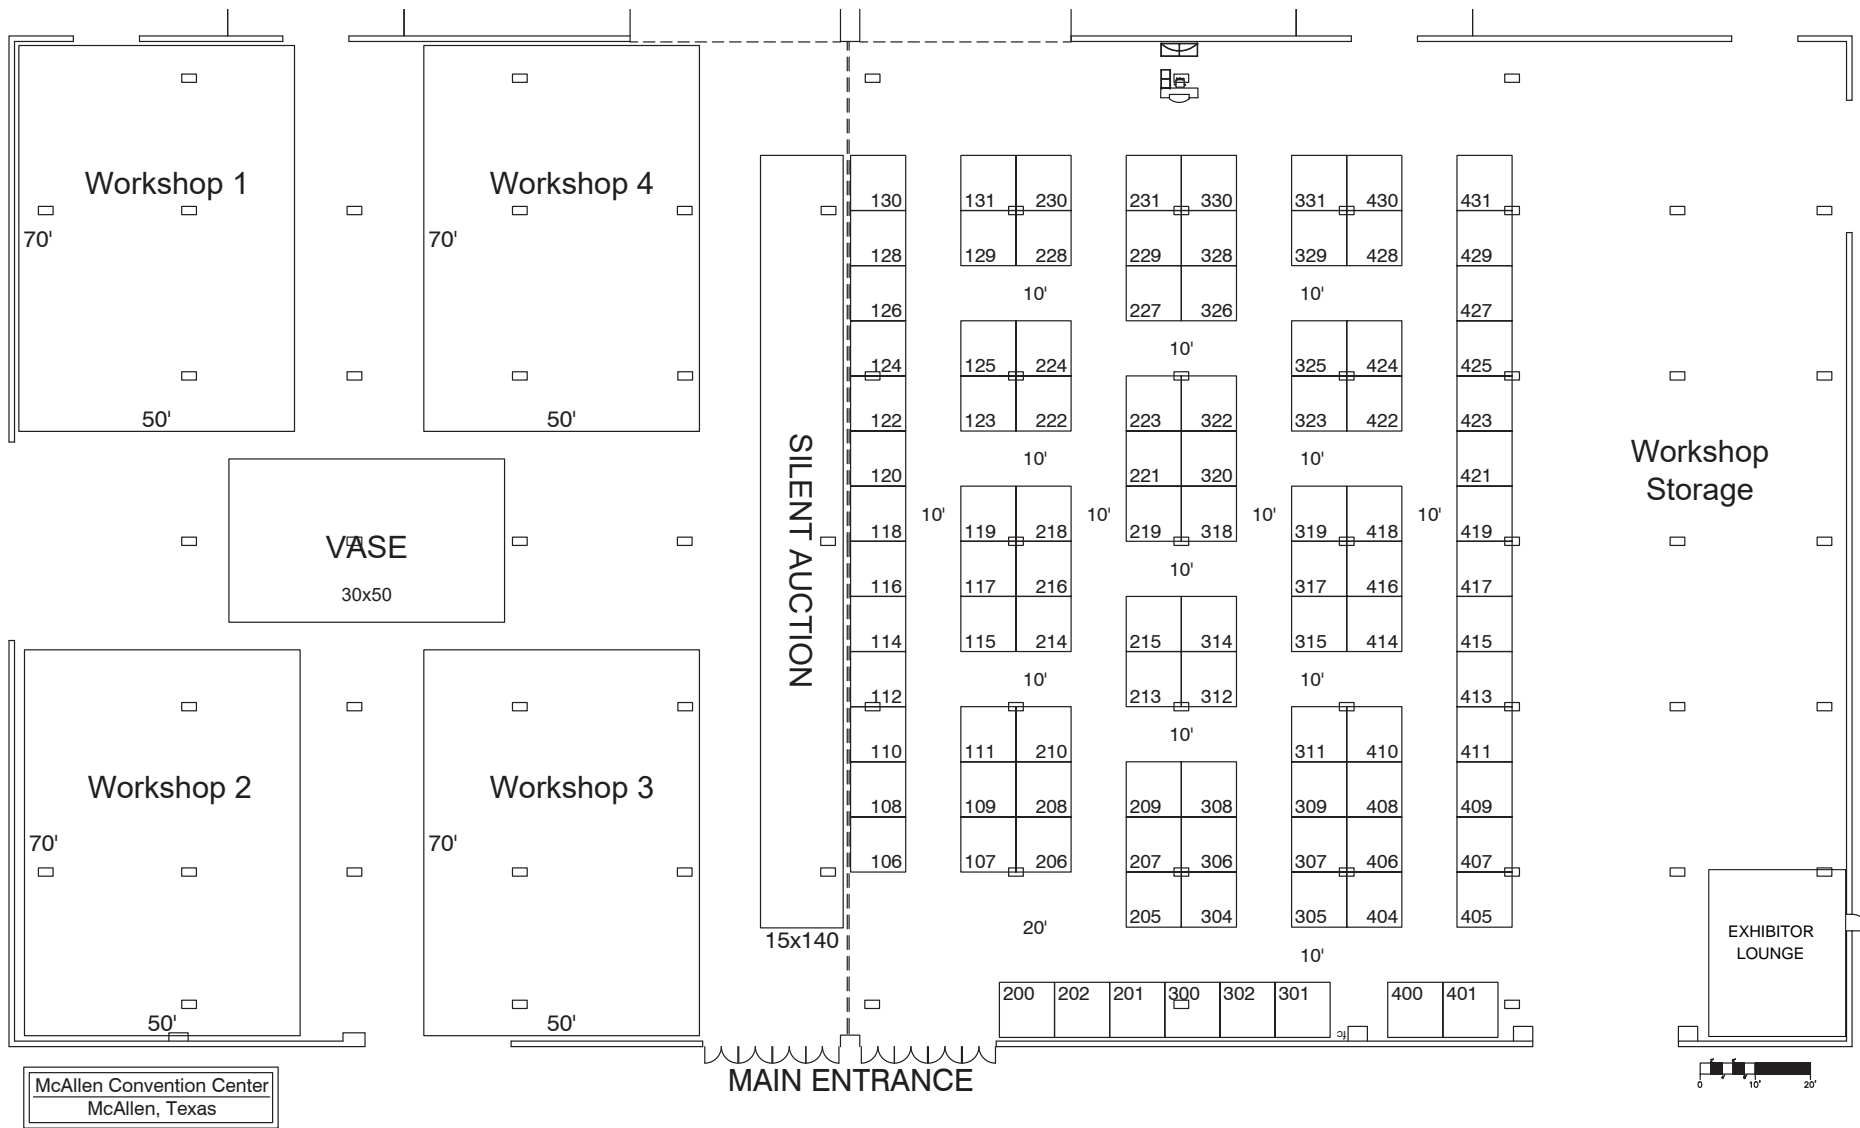 Workshop 1
70'
50'
Workshop 4
70'
50'
VASE
30x50
Workshop 2
70'
50'
Workshop 3
70'
50'
SILENT AUCTION
15x140
130 131 230 231 330 331 430 431
128 129 228 229 328 329 428 429
10' 10'
126 227 326 427
10'
124 125 224 325 424 425
122 123 222 223 322 323 422 423
10' 10'
120 221 320 421
10' 10' 10' 10'
118 119 218 219 318 319 418 419
10'
116 117 216 317 416 417
114 115 214 215 314 315 414 415
10' 10'
112 213 312 413
10'
110 111 210 311 410 411
108 109 208 209 308 309 408 409
106 107 206 207 306 307 406 407
205 304 305 404 405
20'
10'
200 202 201 300 302 301 400 401
fc
Workshop
Storage
EXHIBITOR
LOUNGE
MAIN ENTRANCE
McAllen Convention Center
McAllen, Texas
0 10' 20'